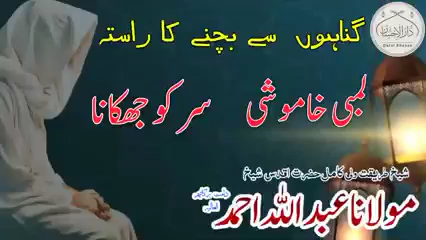 گناہوں سے بچنے کا راستہ
لمبی خاموشی سر کو جھکانا
شیخ طریقت ولی کامل حضرت اقدس شیخ
مولانا عبداللہ احمد